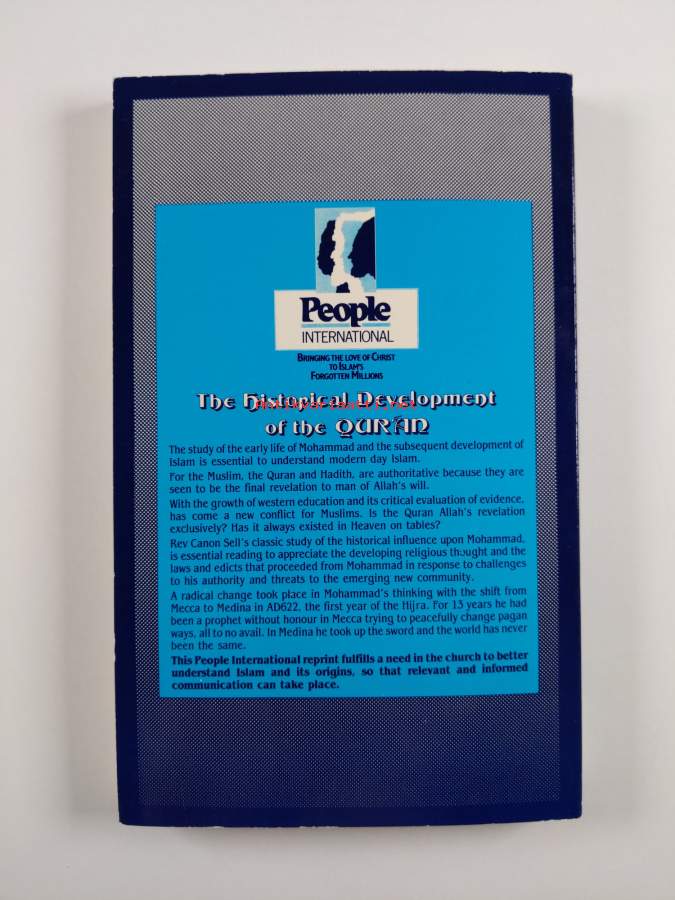 People
INTERNATIONAL
BRINGING THE LOVE OF CHRIST
TO ISLAM'S
FORGOTTEN MILLIONS
The Historical Development
Antikvariaatti.net
of the QUR'AN
The study of the early life of Mohammad and the subsequent development of
Islam is essential to understand modern day Islam.
For the Muslim, the Quran and Hadith, are authoritative because they are
seen to be the final revelation to man of Allah's will.
With the growth of western education and its critical evaluation of evidence,
has come a new conflict for Muslims. Is the Quran Allah's revelation
exclusively? Has it always existed in Heaven on tables?
Rev Canon Sell's classic study of the historical influence upon Mohammad,
is essential reading to appreciate the developing religious thought and the
laws and edicts that proceeded from Mohammad in response to challenges
to his authority and threats to the emerging new community.
A radical change took place in Mohammad's thinking with the shift from
Mecca to Medina in AD622, the first year of the Hijra. For 13 years he had
been a prophet without honour in Mecca trying to peacefully change pagan
ways, all to no avail. In Medina he took up the sword and the world has never
been the same.
This People International reprint fulfills a need in the church to better
understand Islam and its origins, so that relevant and informed
communication can take place.